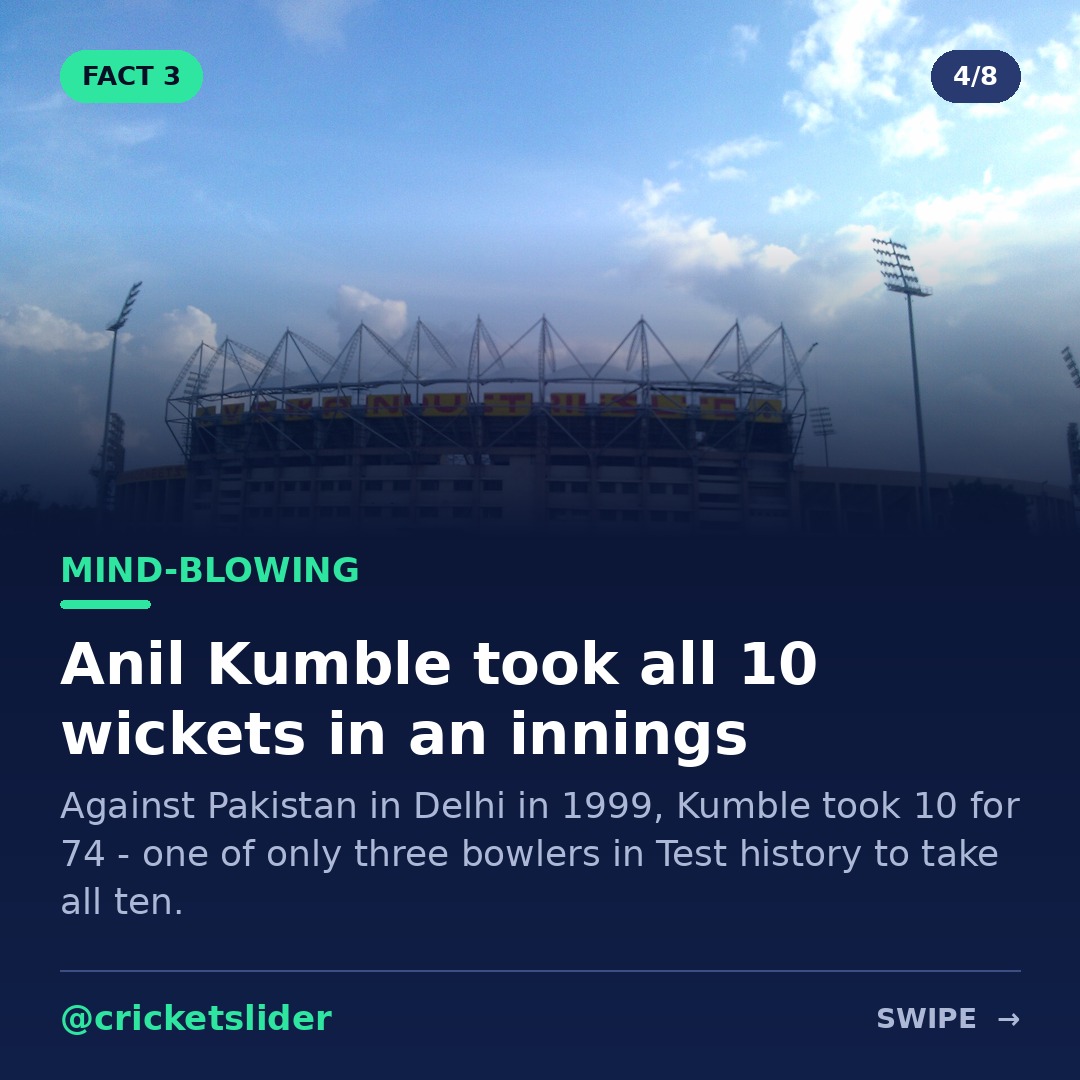 FACT 3
4/8
MIND-BLOWING
Anil Kumble took all 10
wickets in an innings
Against Pakistan in Delhi in 1999, Kumble took 10 for
74 - one of only three bowlers in Test history to take
all ten.
@cricketslider
SWIPE →